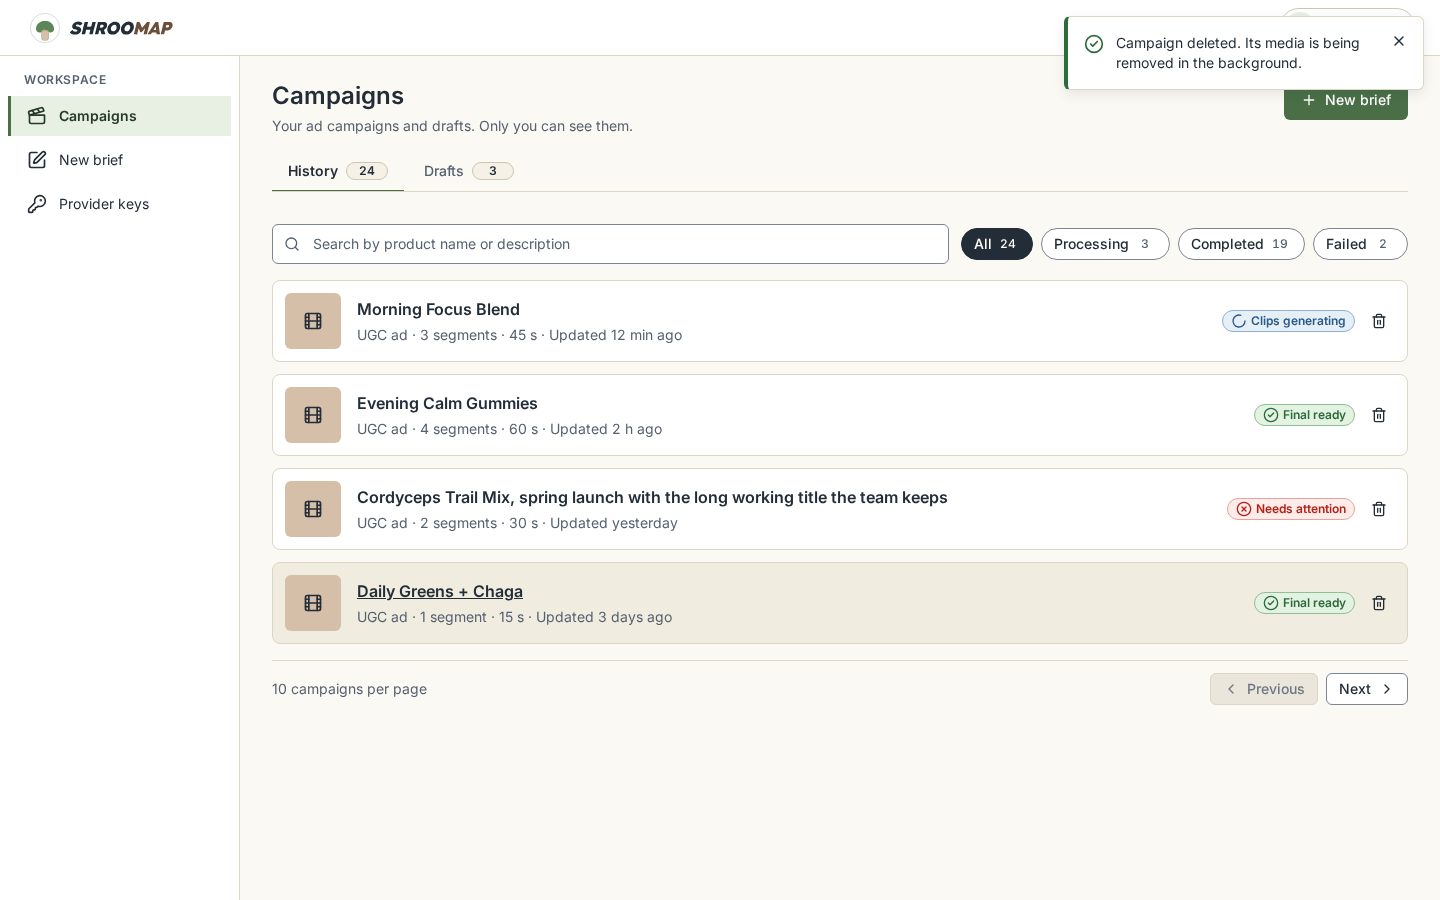 SHROOMAP
Campaign deleted. Its media is being
removed in the background.
WORKSPACE
Campaigns
New brief
Provider keys
Campaigns
Your ad campaigns and drafts. Only you can see them.
New brief
History 24
Drafts 3
Search by product name or description
All 24
Processing 3
Completed 19
Failed 2
Morning Focus Blend
UGC ad · 3 segments · 45 s · Updated 12 min ago
Clips generating
Evening Calm Gummies
UGC ad · 4 segments · 60 s · Updated 2 h ago
Final ready
Cordyceps Trail Mix, spring launch with the long working title the team keeps
UGC ad · 2 segments · 30 s · Updated yesterday
Needs attention
Daily Greens + Chaga
UGC ad · 1 segment · 15 s · Updated 3 days ago
Final ready
10 campaigns per page
Previous
Next